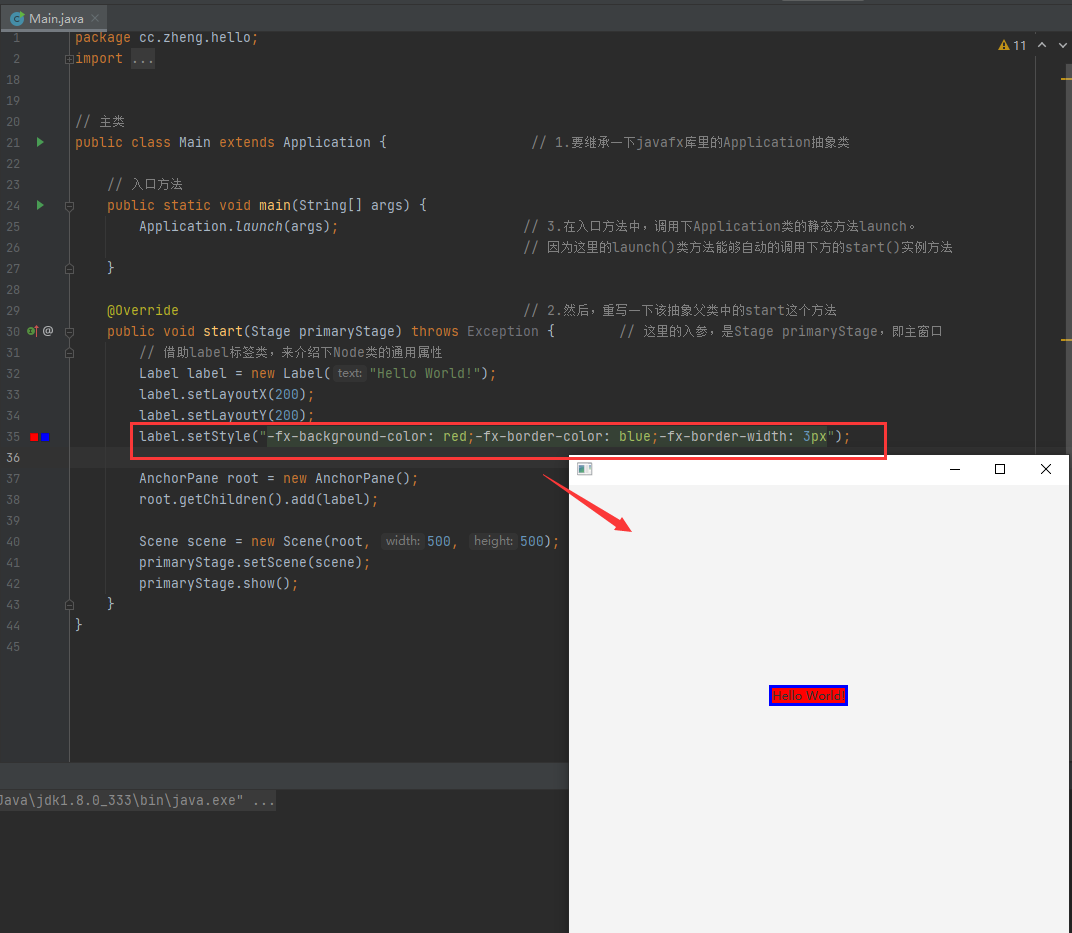 Main.java
11
1 package cc.zheng.hello;
2 import ...
18
19
20 // 主类
21 public class Main extends Application { // 1.要继承一下javafx库里的Application抽象类
22
23 // 入口方法
24 public static void main(String[] args) {
25 Application.launch(args); // 3.在入口方法中，调用下Application类的静态方法launch。
26 // 因为这里的launch()类方法能够自动的调用下方的start()实例方法
27 }
28
29 @Override // 2.然后，重写一下该抽象父类中的start这个方法
30 @ public void start(Stage primaryStage) throws Exception { // 这里的入参，是Stage primaryStage，即主窗口
31 // 借助label标签类，来介绍下Node类的通用属性
32 Label label = new Label( text: "Hello World!");
33 label.setLayoutX(200);
34 label.setLayoutY(200);
35 label.setStyle("-fx-background-color: red;-fx-border-color: blue;-fx-border-width: 3px");
36
37 AnchorPane root = new AnchorPane();
38 root.getChildren().add(label);
39
40 Scene scene = new Scene(root, width: 500, height: 500);
41 primaryStage.setScene(scene);
42 primaryStage.show();
43 }
44 }
45
Hello World!
Java\jdk1.8.0_333\bin\java.exe" ...